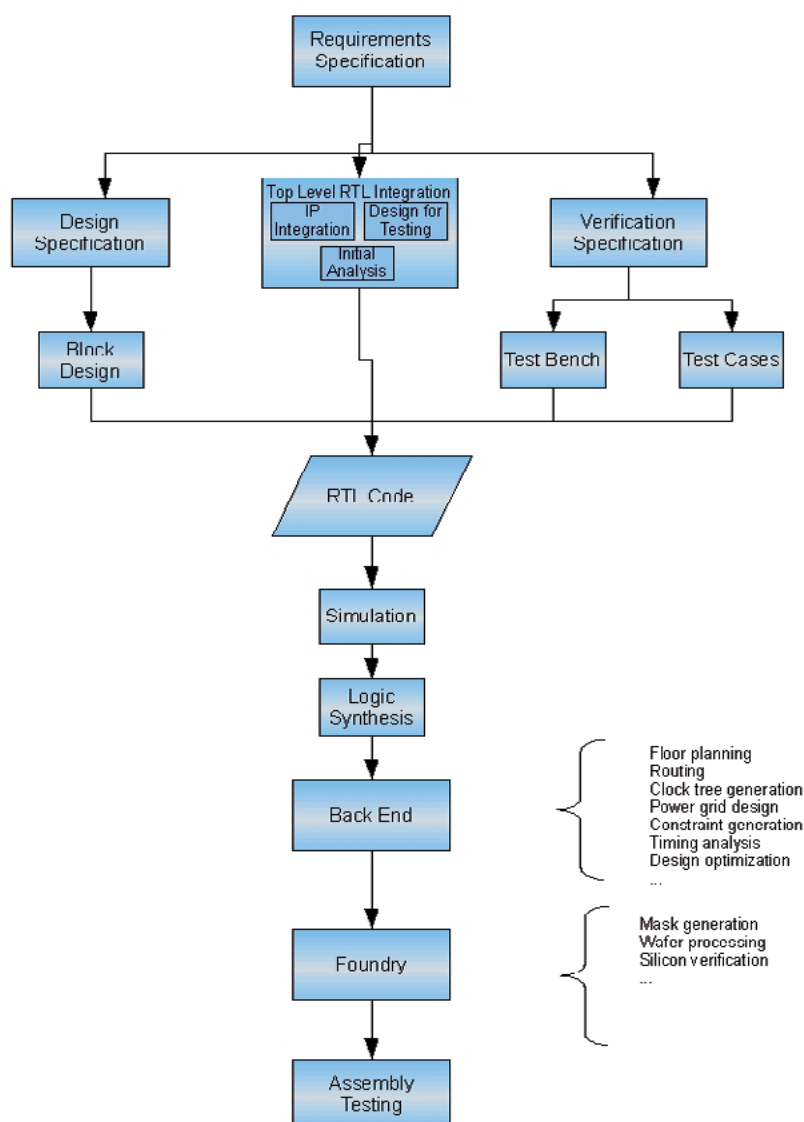 Requirements
Specification
Top Level RTL Integration
IP
Integration
Design for
Testing
Initial
Analysis
Design
Specification
Verification
Specification
Block
Design
Test Bench
Test Cases
RTL Code
Simulation
Logic
Synthesis
Back End
Floor planning
Routing
Clock tree generation
Power grid design
Constraint generation
Timing analysis
Design optimization
...
Foundry
Mask generation
Wafer processing
Silicon verification
...
Assembly
Testing